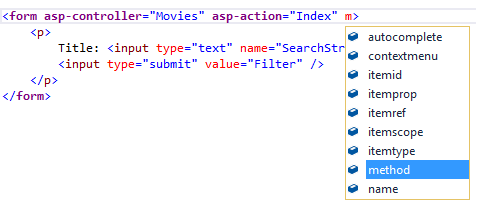 <form asp-controller="Movies" asp-action="Index" m>
<p>
Title: <input type="text" name="SearchStr
<input type="submit" value="Filter" />
</p>
</form>
autocomplete
contextmenu
itemid
itemprop
itemref
itemscope
itemtype
method
name